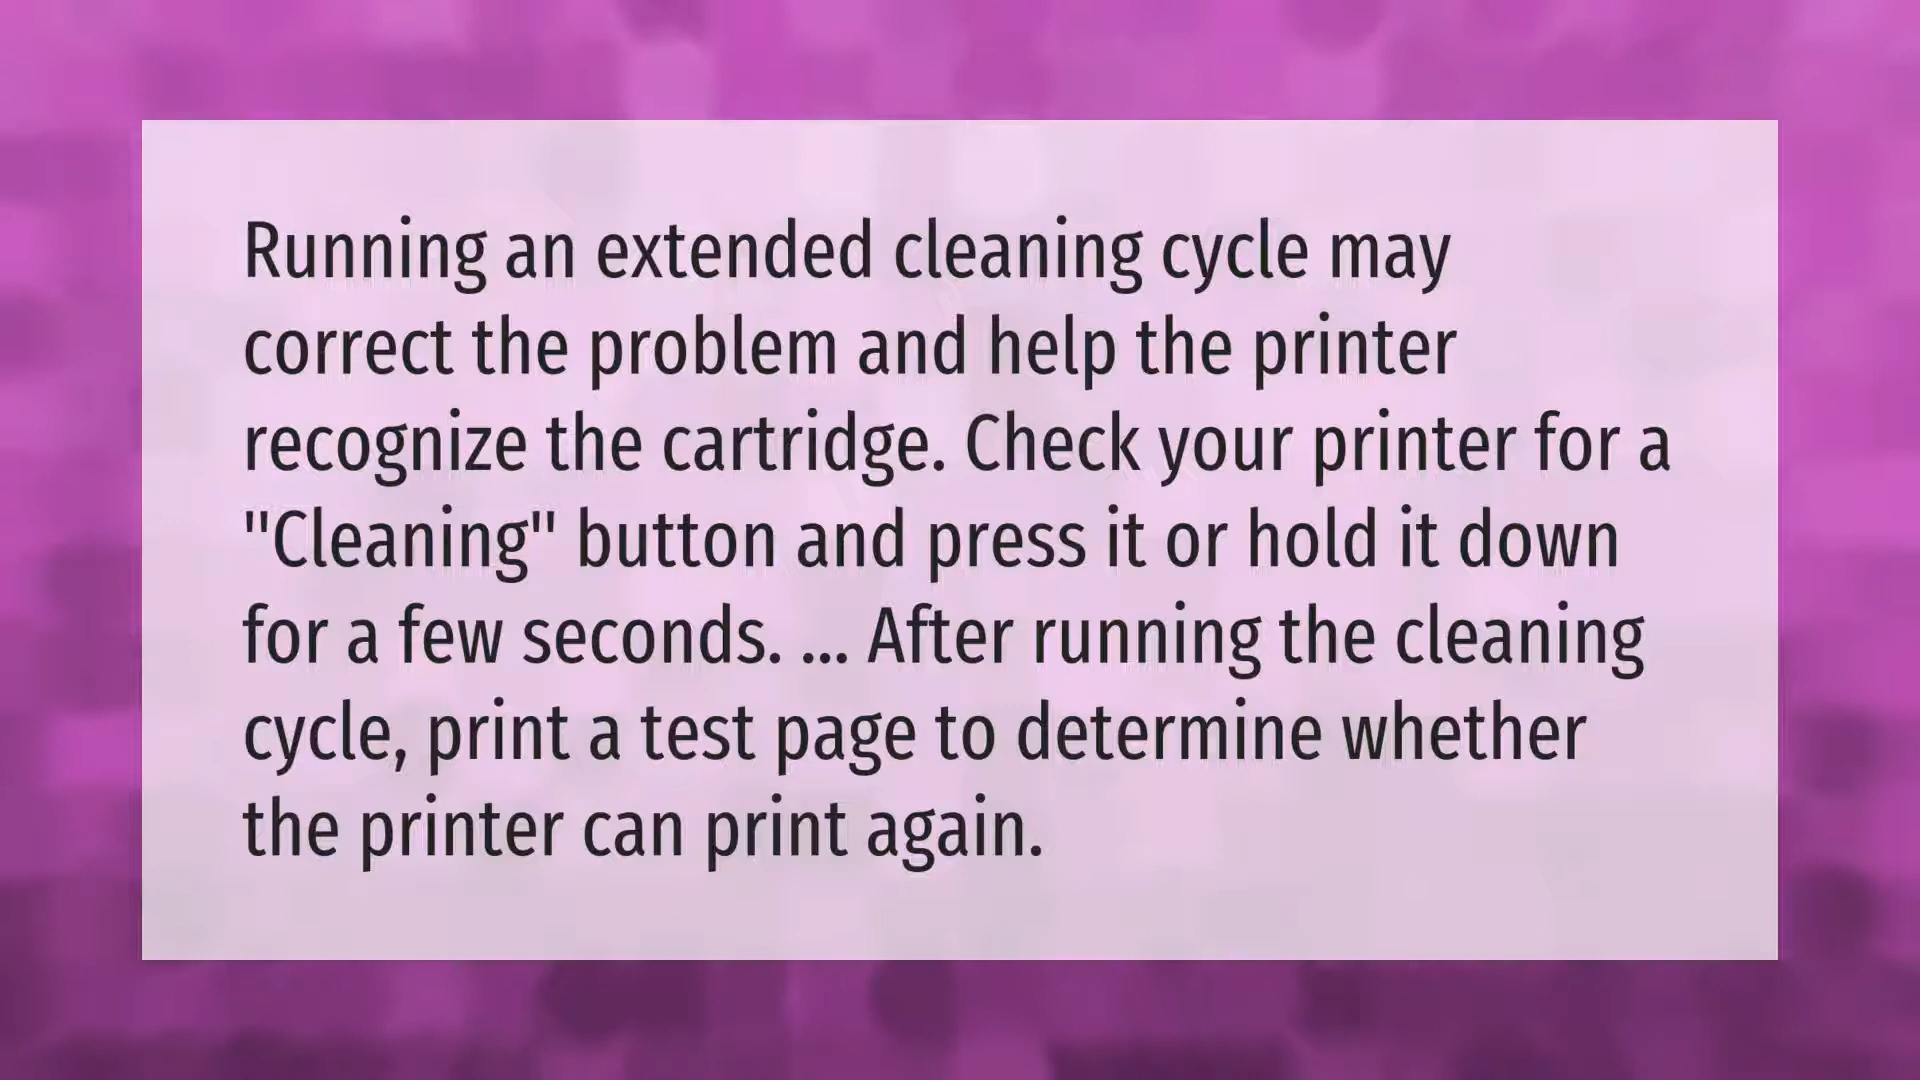 Running an extended cleaning cycle may
correct the problem and help the printer
recognize the cartridge. Check your printer for a
"Cleaning" button and press it or hold it down
for a few seconds. ... After running the cleaning
cycle, print a test page to determine whether
the printer can print again.